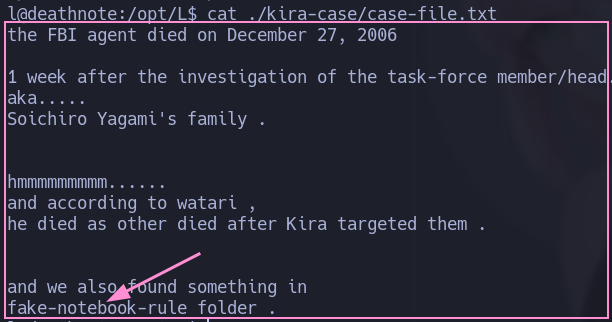 l@deathnote:/opt/L$ cat ./kira-case/case-file.txt
the FBI agent died on December 27, 2006
1 week after the investigation of the task-force member/head.
aka.....
Soichiro Yagami's family .
hmmmmmmmmm......
and according to watari ,
he died as other died after Kira targeted them .
and we also found something in
fake-notebook-rule folder .